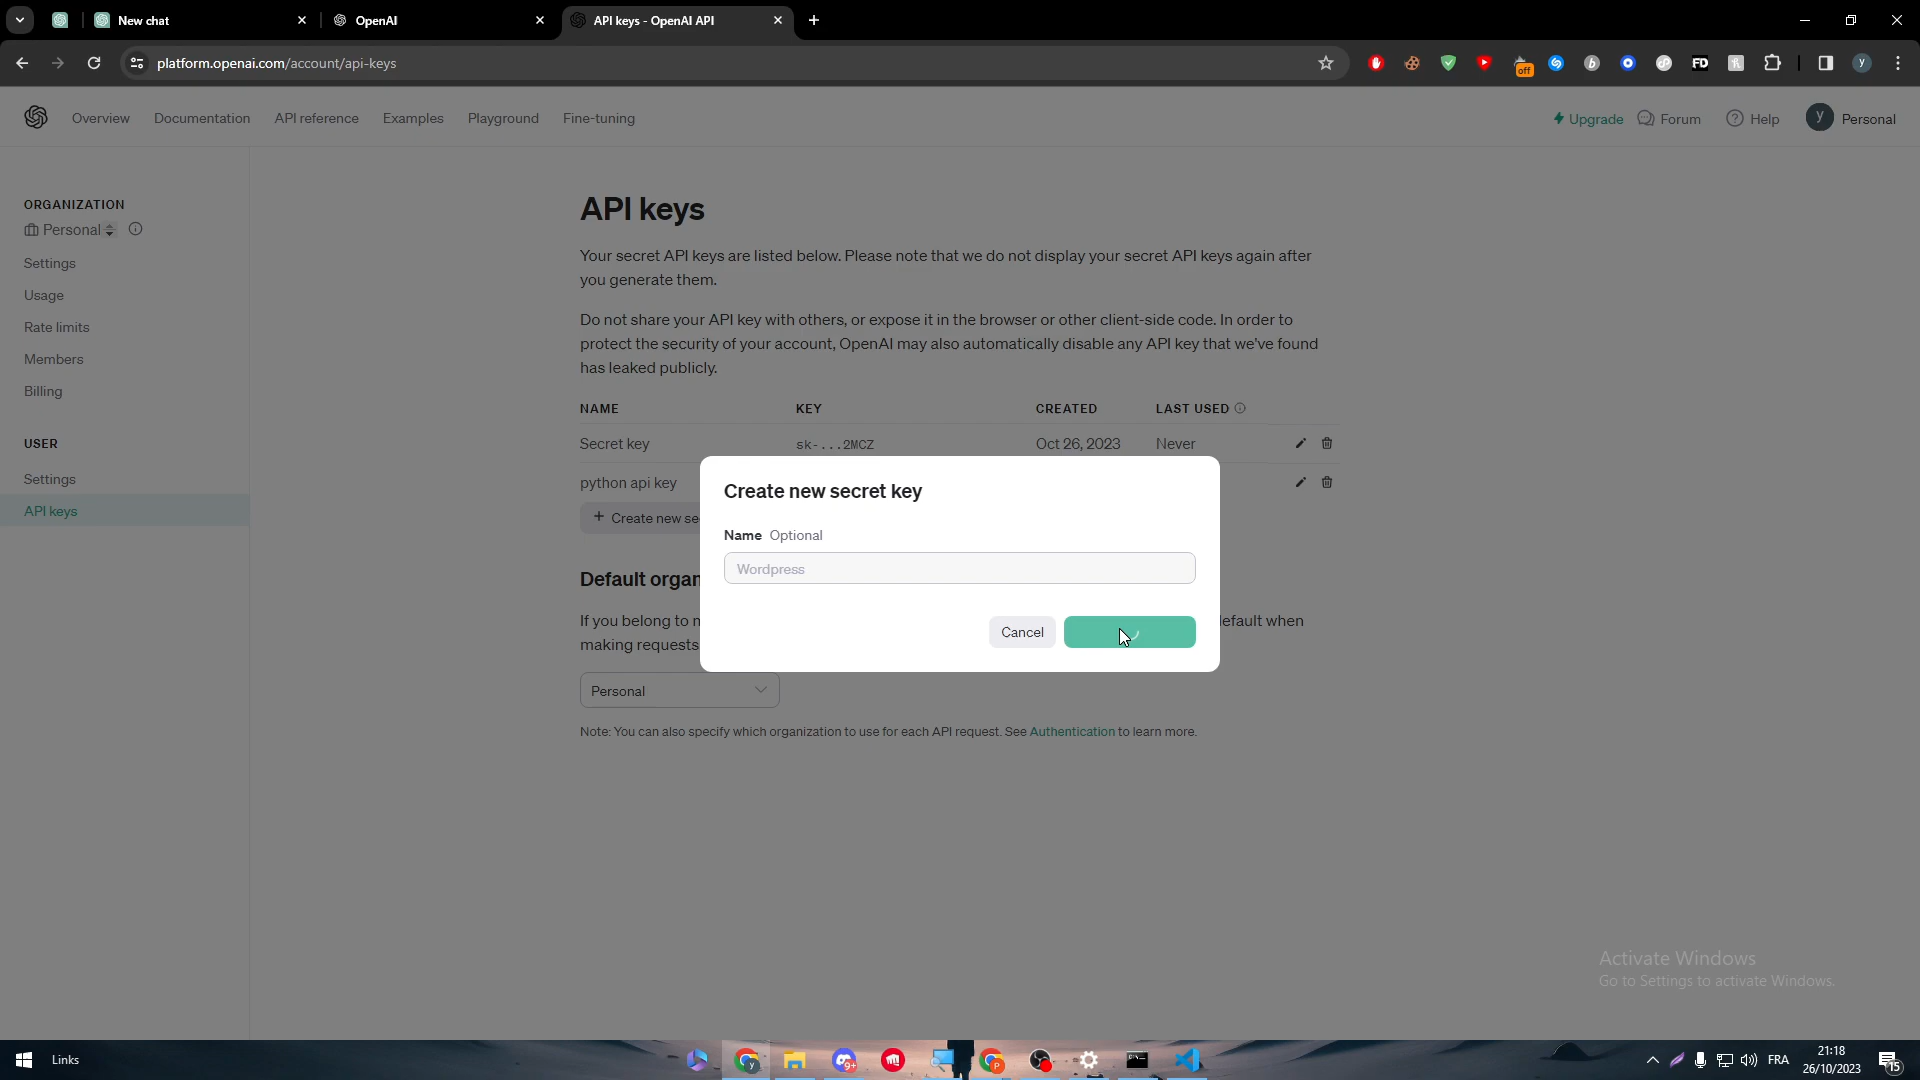 New chat
OpenAI
API keys - OpenAI API
platform.openai.com/account/api-keys
off
b
FD
y
Overview
Documentation
API reference
Examples
Playground
Fine-tuning
Upgrade
Forum
Help
y
Personal
ORGANIZATION
Personal
Settings
Usage
Rate limits
Members
Billing
USER
Settings
API keys
API keys
Your secret API keys are listed below. Please note that we do not display your secret API keys again after
you generate them.
Do not share your API key with others, or expose it in the browser or other client-side code. In order to
protect the security of your account, OpenAI may also automatically disable any API key that we've found
has leaked publicly.
NAME KEY CREATED LAST USED
Secret key sk-...2MCZ Oct 26, 2023 Never
python api key
+ Create new se
Create new secret key
Name Optional
Wordpress
Cancel
Default organ
If you belong to
efault when
making requests
Personal
Note: You can also specify which organization to use for each API request. See Authentication to learn more.
Activate Windows
Go to Settings to activate Windows.
Links
9+
y
P
FRA
21:18
26/10/2023
15